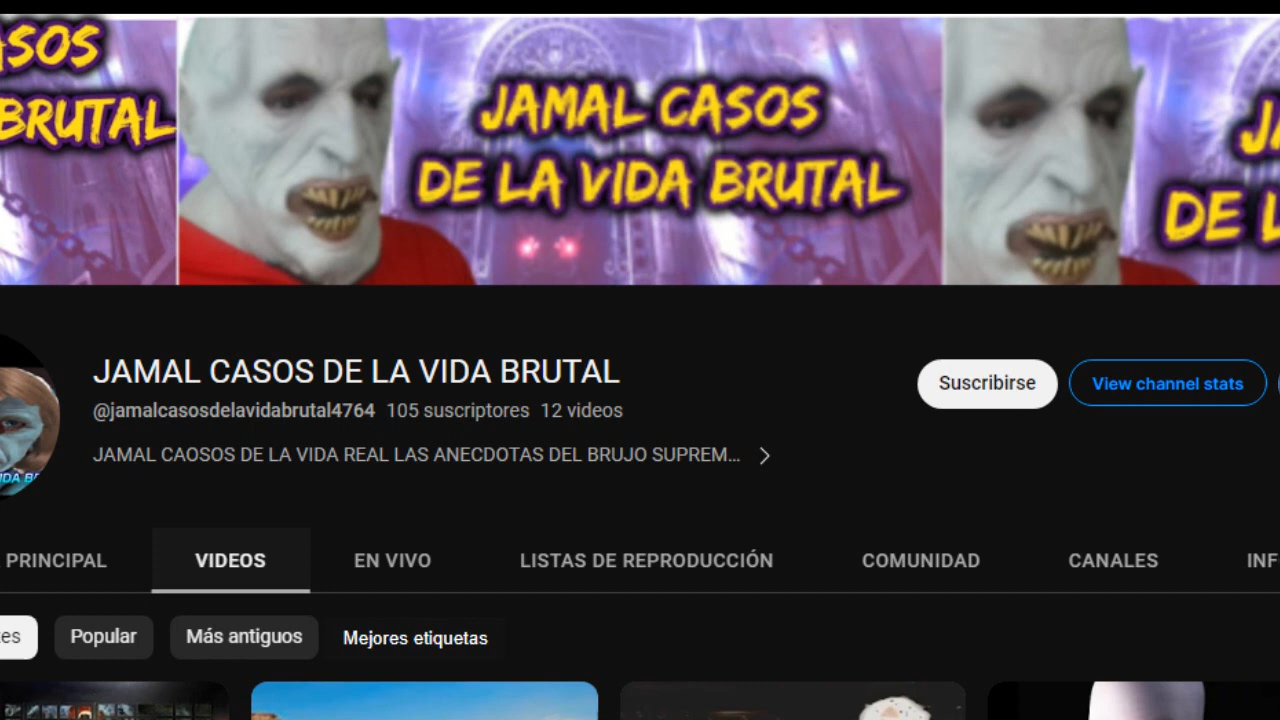 ASOS
BRUTAL
JAMAL CASOS
DE LA VIDA BRUTAL
JA
DE L
JAMAL CASOS DE LA VIDA BRUTAL
@jamalcasosdelavidabrutal4764 105 suscriptores 12 videos
JAMAL CAOSOS DE LA VIDA REAL LAS ANECDOTAS DEL BRUJO SUPREM...
Suscribirse
View channel stats
IDA BR
PRINCIPAL VIDEOS EN VIVO LISTAS DE REPRODUCCIÓN COMUNIDAD CANALES INF
es Popular Más antiguos Mejores etiquetas